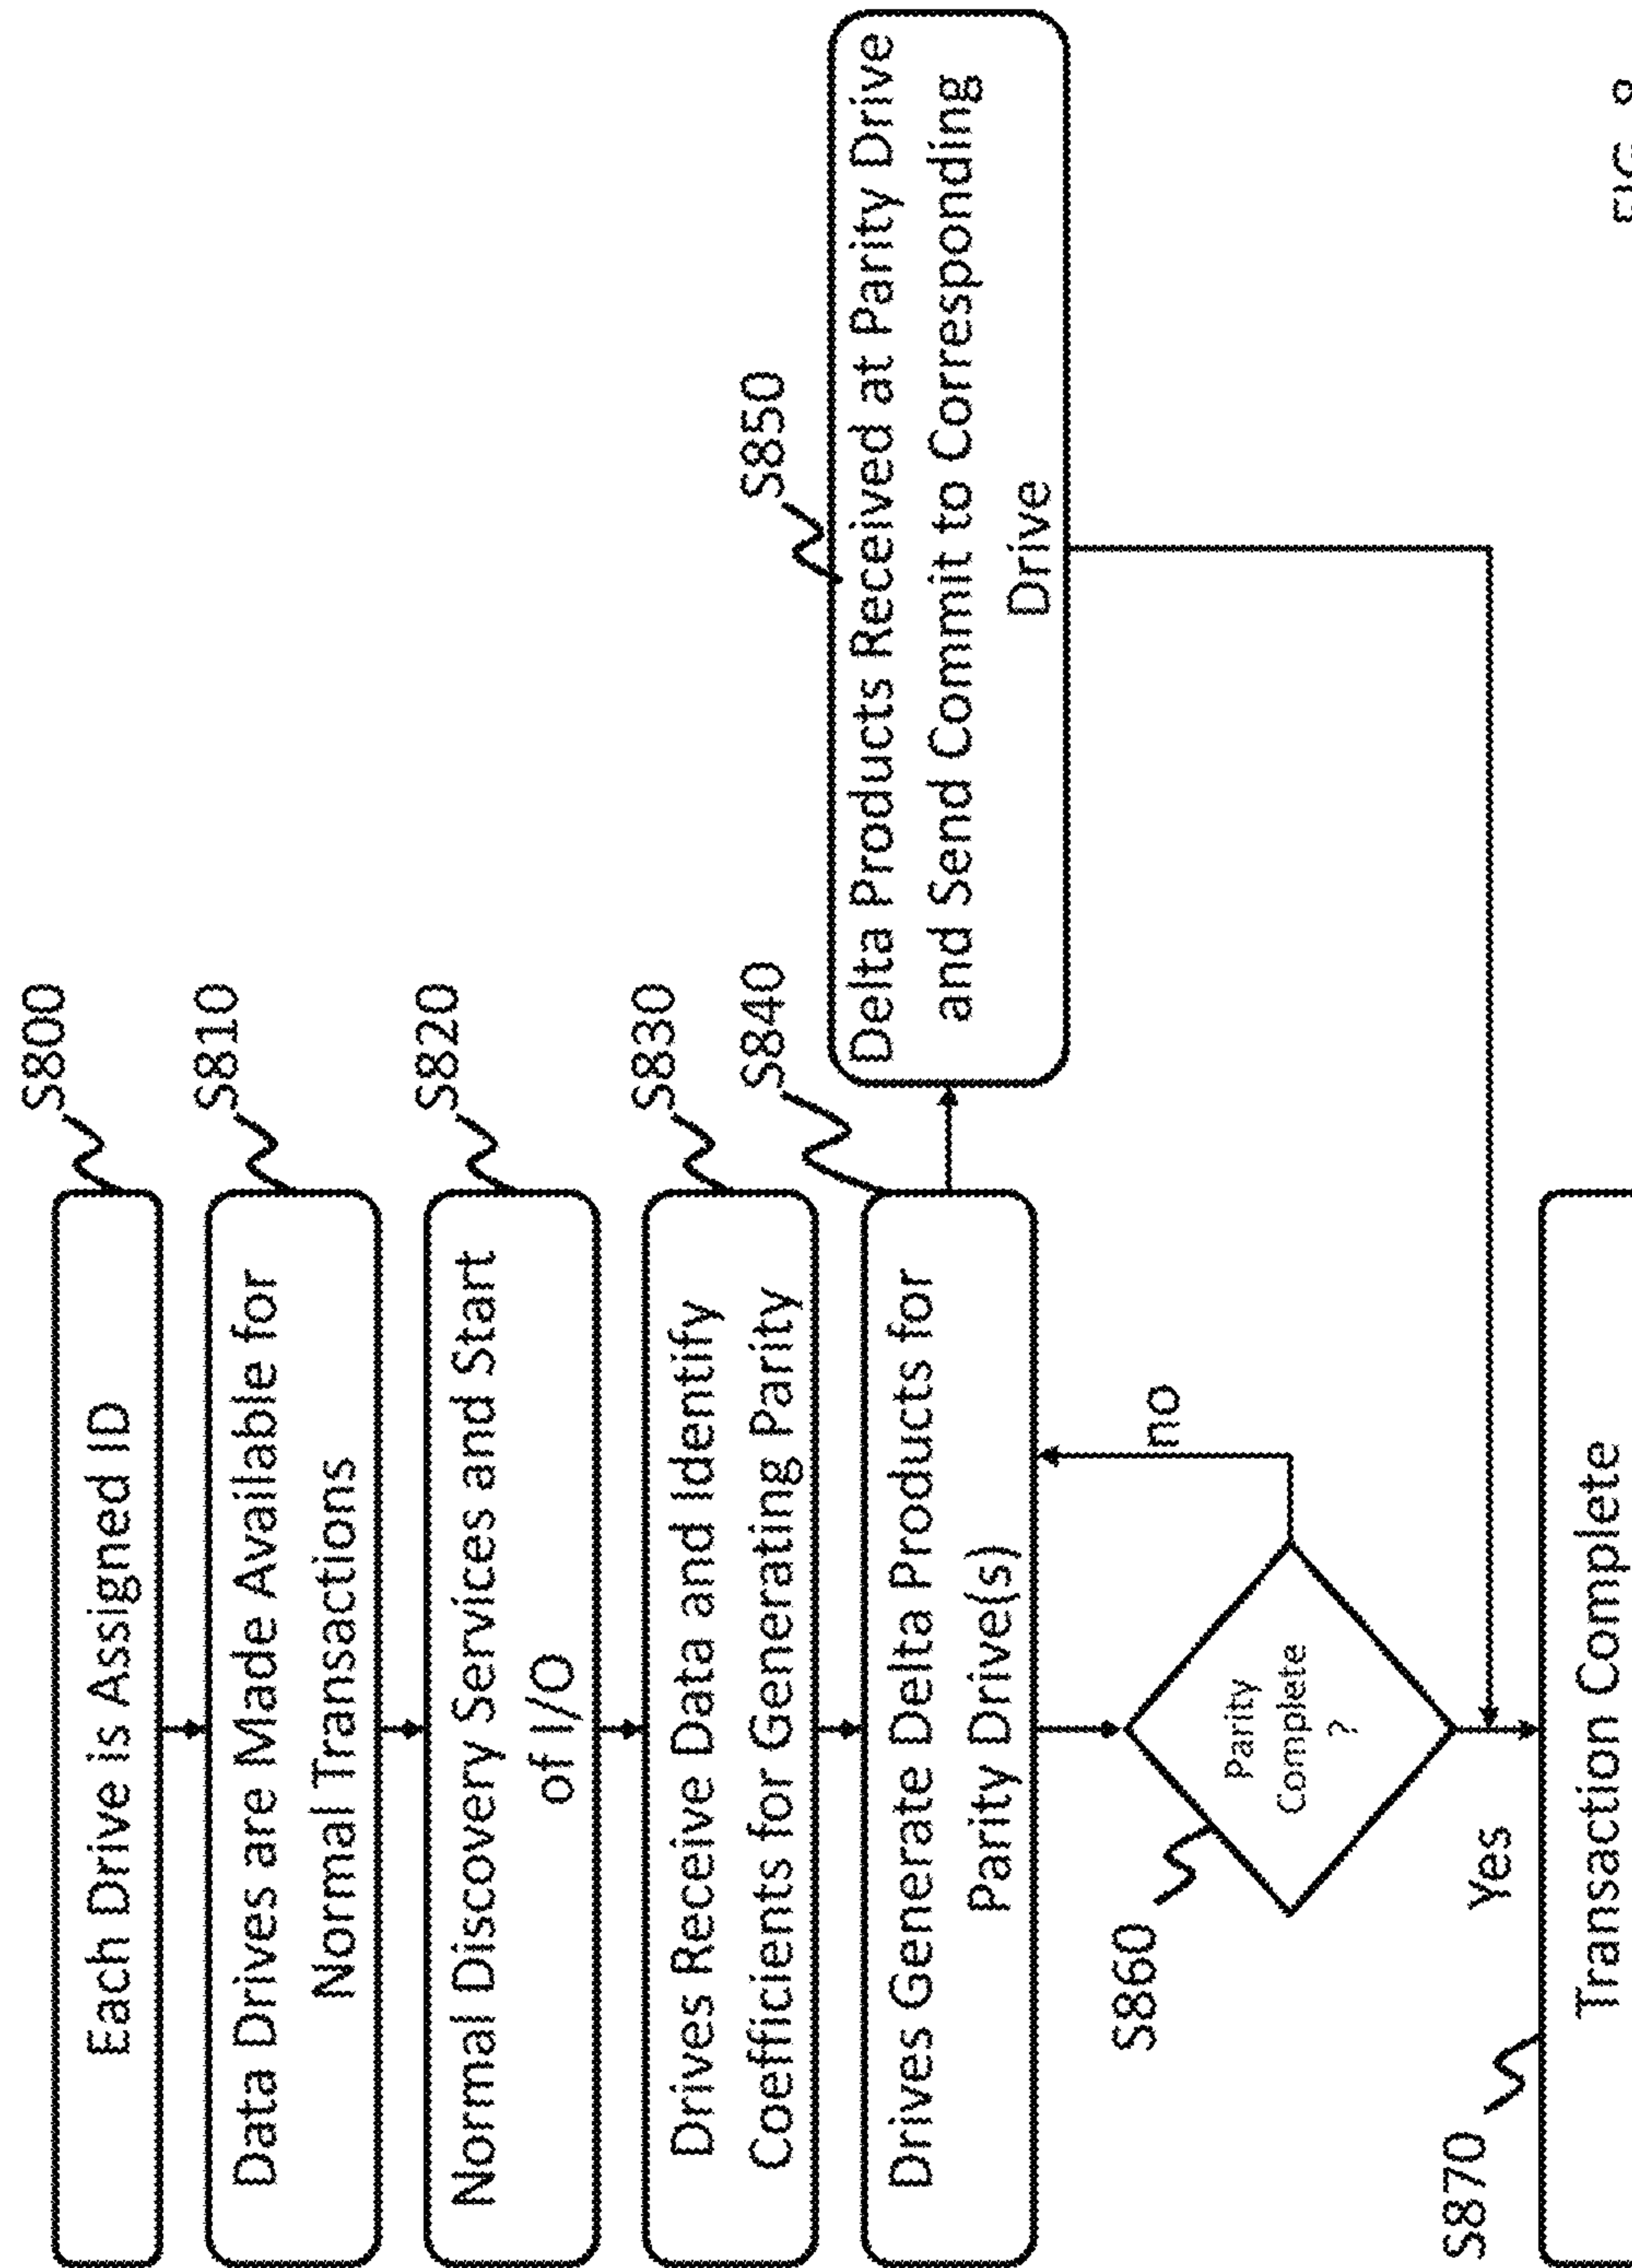 S800
Each Drive is Assigned ID
S810
Data Drives are Made Available for
Normal Transactions
S820
Normal Discovery Services and Start
of I/O
S830
Drives Receive Data and Identify
Coefficients for Generating Parity
S840
Drives Generate Delta Products for
Parity Drive(s)
S850
Delta Products Received at Parity Drive
and Send Commit to Corresponding
Drive
S860
Parity
Complete
?
no
Yes
S870
Transaction Complete
FIG. 8